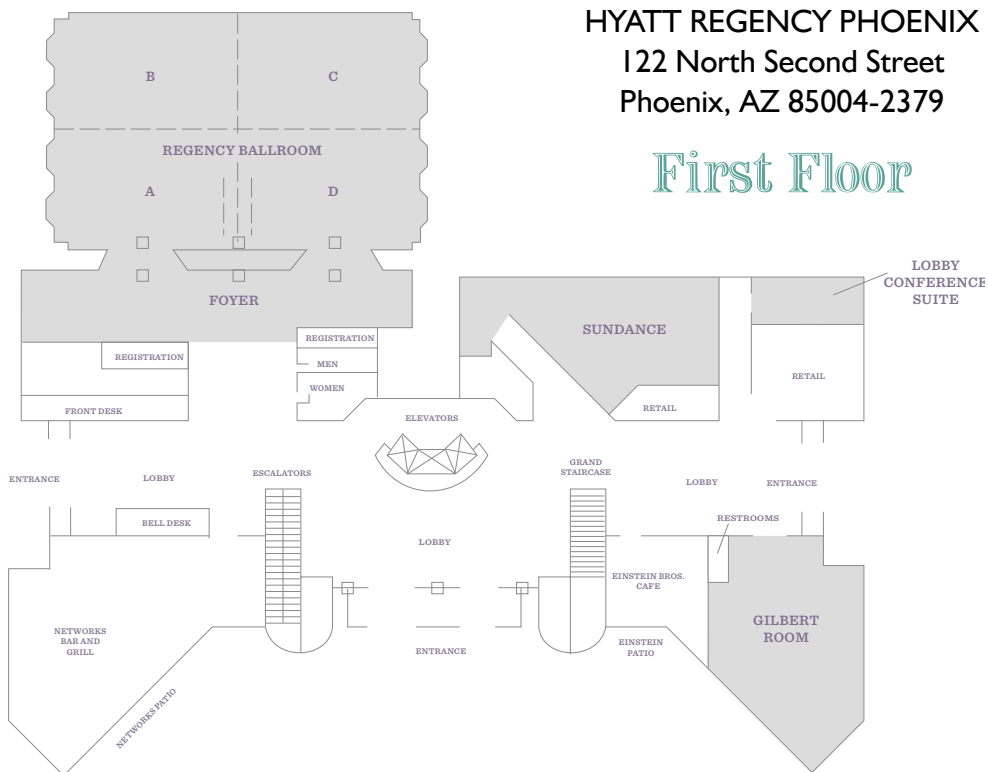 HYATT REGENCY PHOENIX
122 North Second Street
Phoenix, AZ 85004-2379
First Floor
B
C
REGENCY BALLROOM
A
D
FOYER
LOBBY
CONFERENCE
SUITE
SUNDANCE
REGISTRATION
REGISTRATION
MEN
WOMEN
RETAIL
RETAIL
FRONT DESK
ELEVATORS
ENTRANCE
LOBBY
ESCALATORS
GRAND
STAIRCASE
LOBBY
ENTRANCE
BELL DESK
RESTROOMS
LOBBY
EINSTEIN BROS.
CAFE
GILBERT
ROOM
NETWORKS
BAR AND
GRILL
NETWORKS PATIO
ENTRANCE
EINSTEIN
PATIO